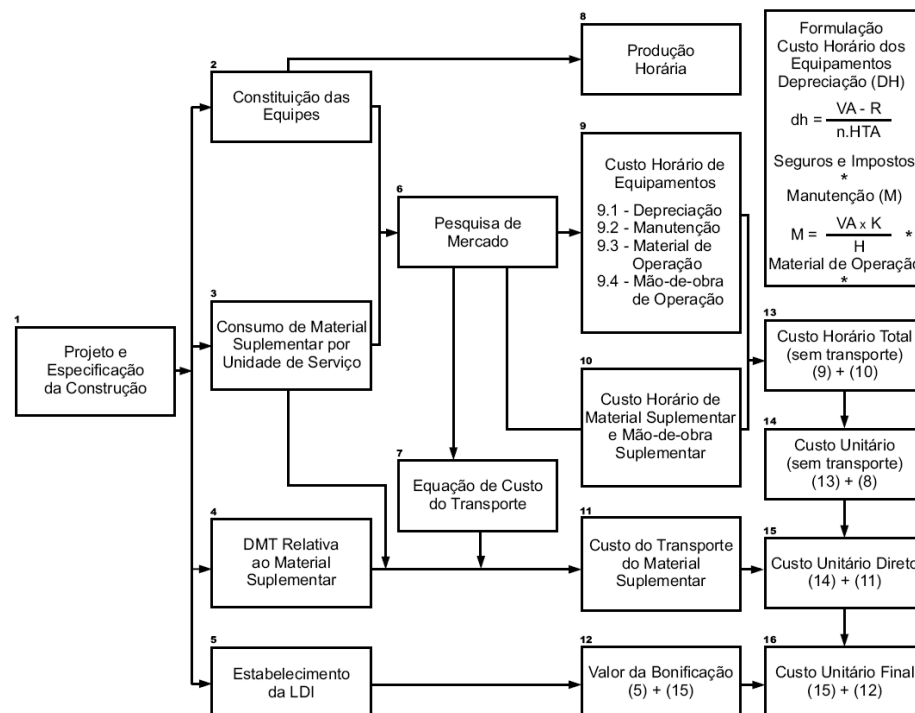 1
Projeto e
Especificação
da Construção
2
Constituição das
Equipes
3
Consumo de Material
Suplementar por
Unidade de Serviço
4
DMT Relativa
ao Material
Suplementar
5
Estabelecimento
da LDI
6
Pesquisa de
Mercado
7
Equação de Custo
do Transporte
8
Produção
Horária
9
Custo Horário de
Equipamentos
9.1 - Depreciação
9.2 - Manutenção
9.3 - Material de
Operação
9.4 - Mão-de-obra
de Operação
10
Custo Horário de
Material Suplementar
e Mão-de-obra
Suplementar
11
Custo do Transporte
do Material
Suplementar
12
Valor da Bonificação
(5) + (15)
Formulação
Custo Horário dos
Equipamentos
Depreciação (DH)
dh = VA - R
n.HTA
Seguros e Impostos
*
Manutenção (M)
M = VA x K *
H
Material de Operação
*
13
Custo Horário Total
(sem transporte)
(9) + (10)
14
Custo Unitário
(sem transporte)
(13) + (8)
15
Custo Unitário Direto
(14) + (11)
16
Custo Unitário Final
(15) + (12)